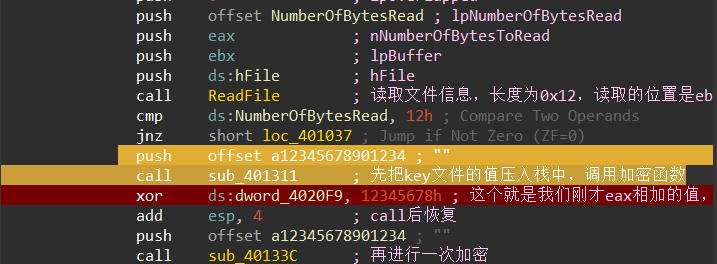 push offset NumberOfBytesRead ; lpNumberOfBytesRead
push eax ; nNumberOfBytesToRead
push ebx ; lpBuffer
push ds:hFile ; hFile
call ReadFile ; 读取文件信息，长度为0x12，读取的位置是eb
cmp ds:NumberOfBytesRead, 12h ; Compare Two Operands
jnz short loc_401037 ; Jump if Not Zero (ZF=0)
push offset a12345678901234 ; ""
call sub_401311 ; 先把key文件的值压入栈中，调用加密函数
xor ds:dword_4020F9, 12345678h ; 这个就是我们刚才eax相加的值，
add esp, 4 ; call后恢复
push offset a12345678901234 ; ""
call sub_40133C ; 再进行一次加密